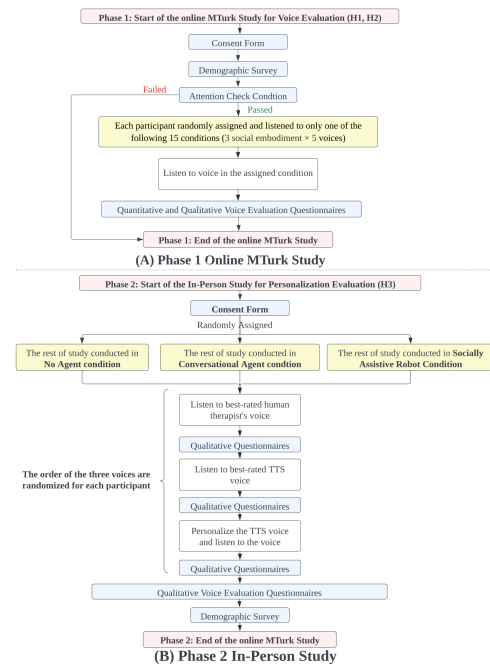 Phase 1: Start of the online MTurk Study for Voice Evaluation (H1, H2)
Consent Form
Demographic Survey
Failed
Attention Check Condtion
Passed
Each participant randomly assigned and listened to only one of the
following 15 conditions (3 social embodiment × 5 voices)
Listen to voice in the assigned condition
Quantitative and Qualitative Voice Evaluation Questionnaires
Phase 1: End of the online MTurk Study
(A) Phase 1 Online MTurk Study
Phase 2: Start of the In-Person Study for Personalization Evaluation (H3)
Consent Form
Randomly Assigned
The rest of study conducted in
No Agent condition
The rest of study conducted in
Conversational Agent condtion
The rest of study conducted in Socially
Assistive Robot Condition
Listen to best-rated human
therapist's voice
Qualitative Questionnaires
The order of the three voices are
randomized for each participant
Listen to best-rated TTS
voice
Qualitative Questionnaires
Personalize the TTS voice
and listen to the voice
Qualitative Questionnaires
Qualitative Voice Evaluation Questionnaires
Demographic Survey
Phase 2: End of the online MTurk Study
(B) Phase 2 In-Person Study